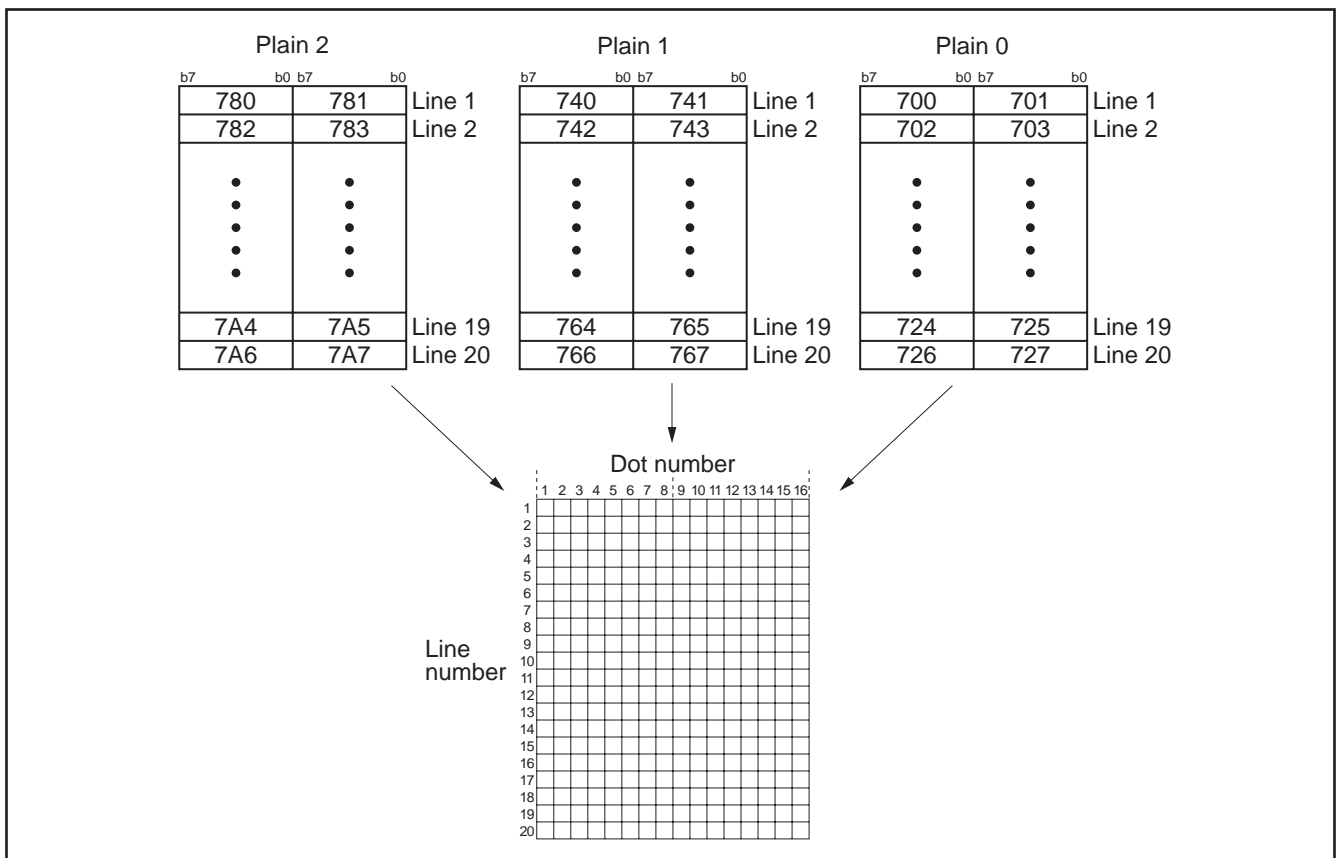 Plain 2
b7 b0 b7 b0
780 781 Line 1
782 783 Line 2
7A4 7A5 Line 19
7A6 7A7 Line 20
Plain 1
b7 b0 b7 b0
740 741 Line 1
742 743 Line 2
764 765 Line 19
766 767 Line 20
Plain 0
b7 b0 b7 b0
700 701 Line 1
702 703 Line 2
724 725 Line 19
726 727 Line 20
Dot number
1 2 3 4 5 6 7 8 9 10 11 12 13 14 15 16
Line
number
1
2
3
4
5
6
7
8
9
10
11
12
13
14
15
16
17
18
19
20